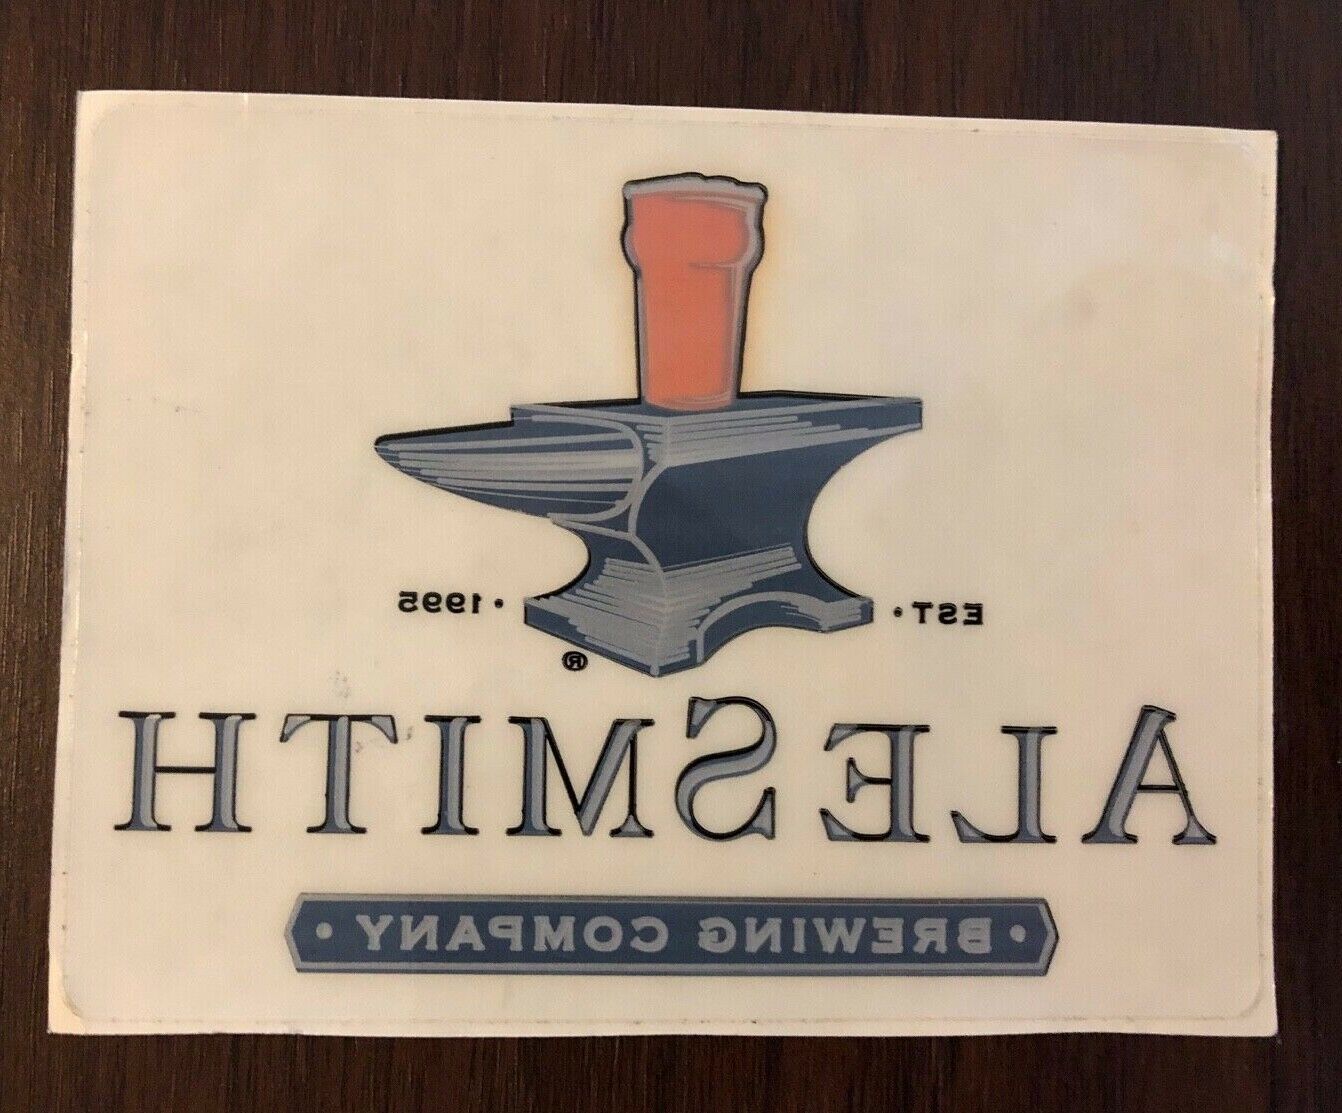 EST · 1995
®
ALESMITH
· BREWING COMPANY ·